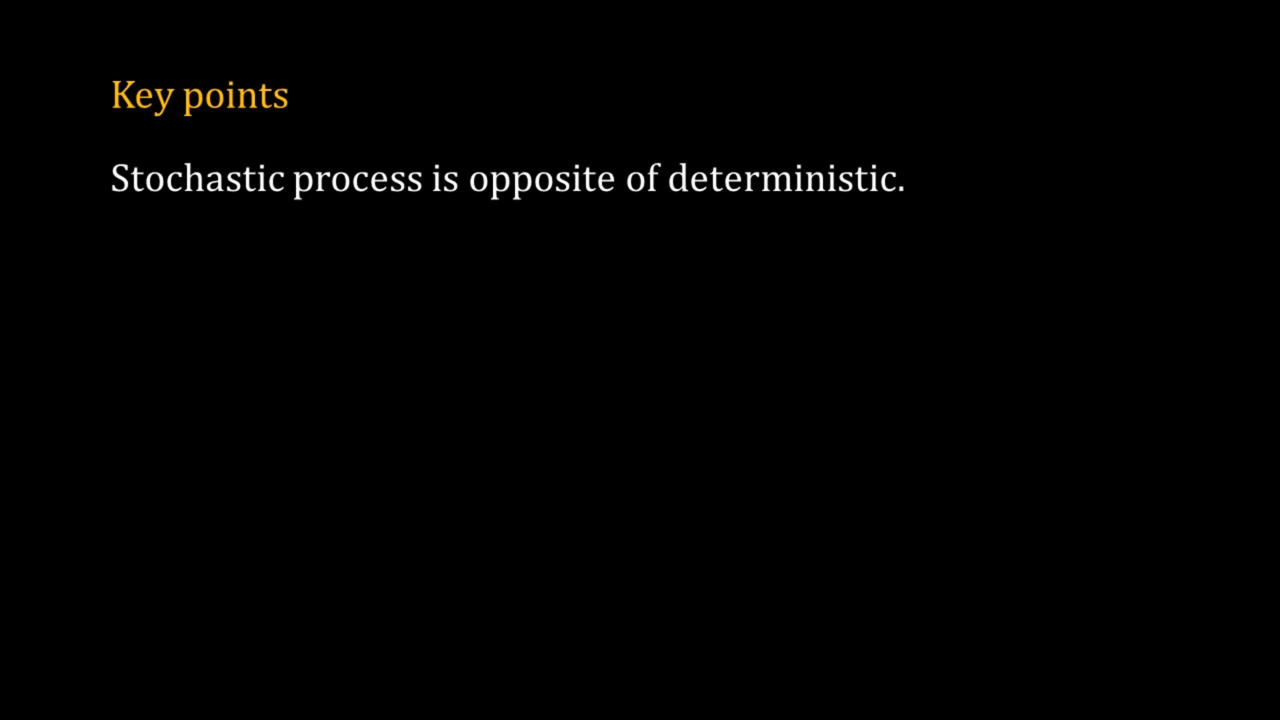 Key points
Stochastic process is opposite of deterministic.